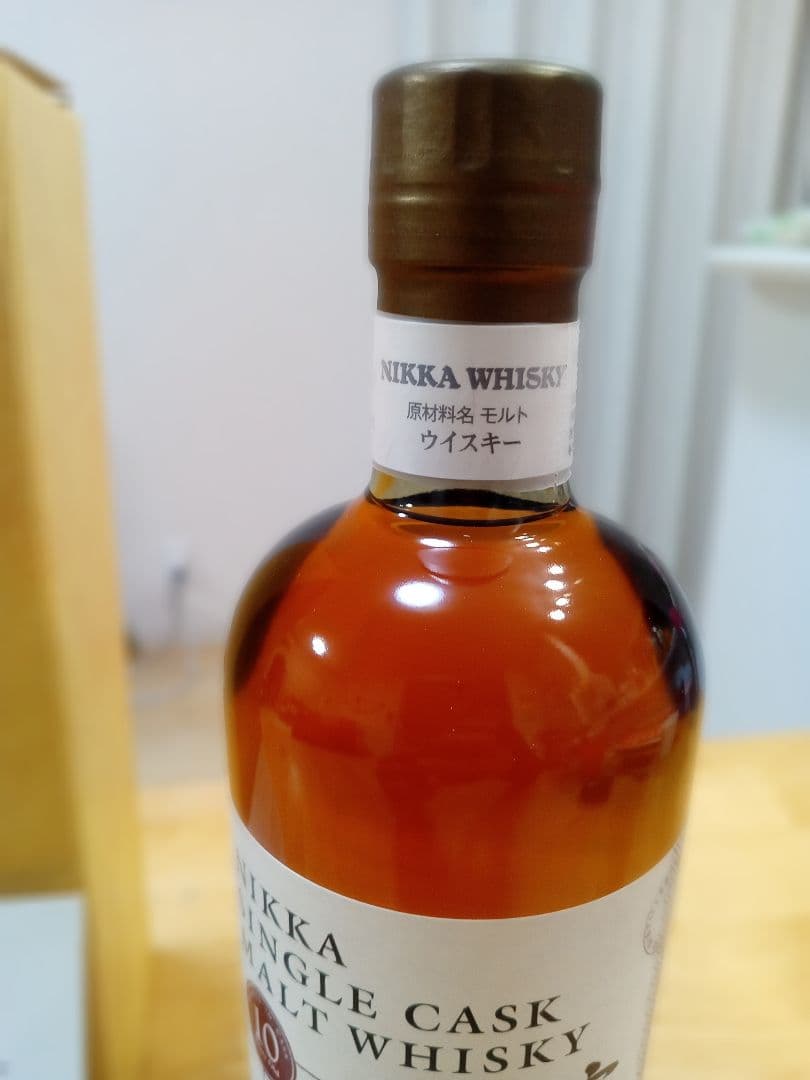 NIKKA WHISKY
原材料名 モルト
ウイスキー
NIKKA
SINGLE CASK
MALT WHISKY
10